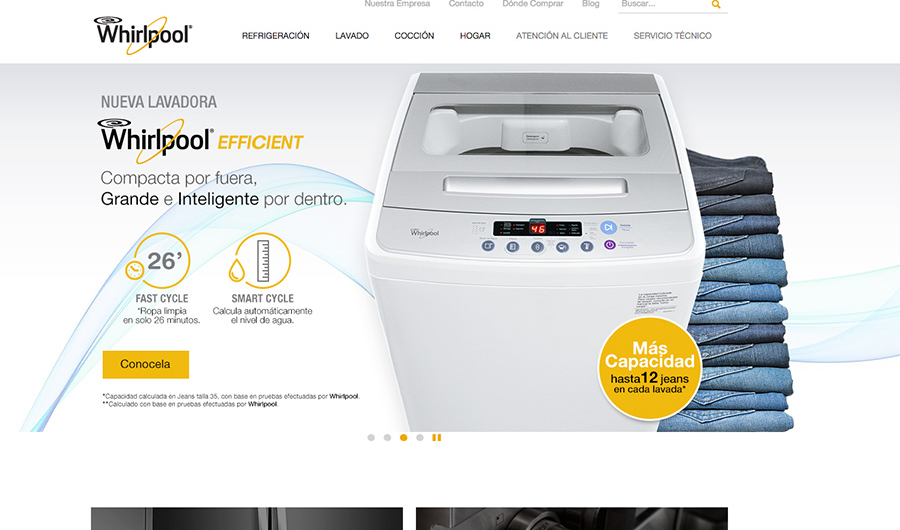 Nuestra Empresa Contacto Dónde Comprar Blog Buscar...
Whirlpool
REFRIGERACIÓN LAVADO COCCIÓN HOGAR ATENCIÓN AL CLIENTE SERVICIO TÉCNICO
NUEVA LAVADORA
Whirlpool EFFICIENT
Compacta por fuera,
Grande e Inteligente por dentro.
26’
FAST CYCLE
*Ropa limpia
en solo 26 minutos.
SMART CYCLE
Calcula automáticamente
el nivel de agua.
Conocela
*Capacidad calculada en Jeans talla 35, con base en pruebas efectuadas por Whirlpool.
**Calculado con base en pruebas efectuadas por Whirlpool.
Whirlpool
46
Más
Capacidad
hasta 12 jeans
en cada lavada*